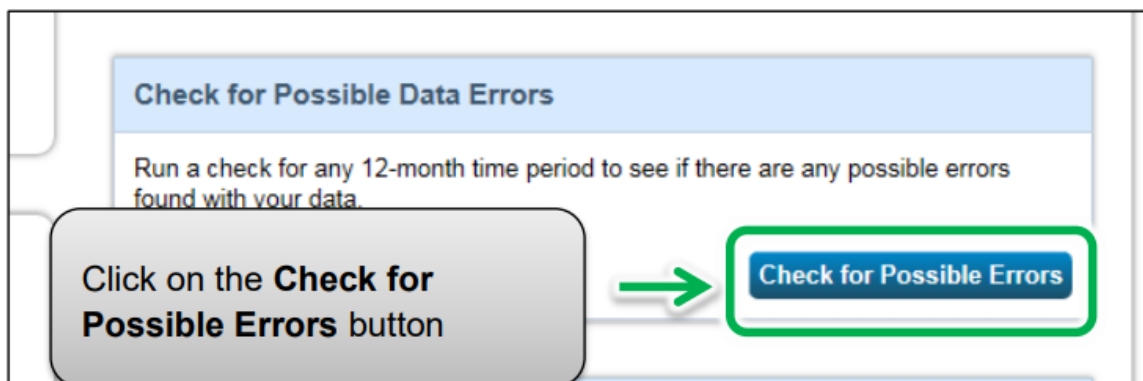 Check for Possible Data Errors
Run a check for any 12-month time period to see if there are any possible errors
found with your data.
Click on the Check for
Possible Errors button
Check for Possible Errors